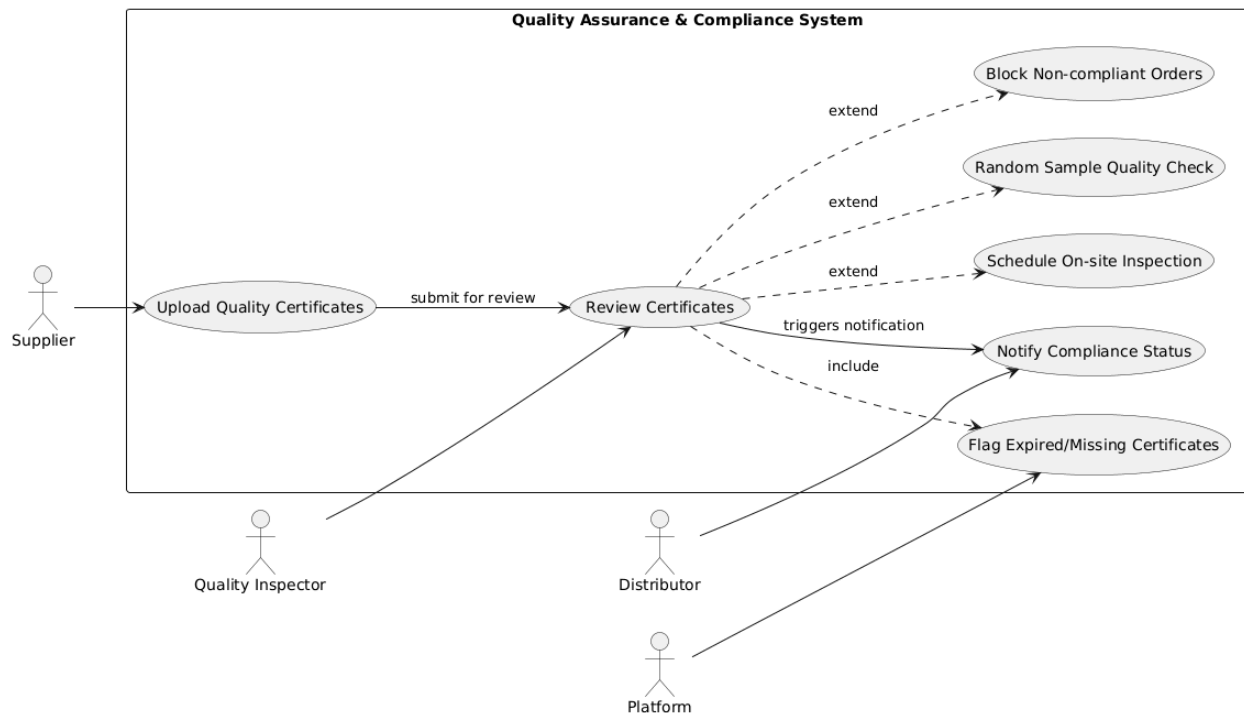 Quality Assurance & Compliance System
Block Non-compliant Orders
extend
Random Sample Quality Check
extend
Schedule On-site Inspection
extend
Supplier
Upload Quality Certificates
submit for review
Review Certificates
triggers notification
Notify Compliance Status
include
Flag Expired/Missing Certificates
Quality Inspector
Distributor
Platform